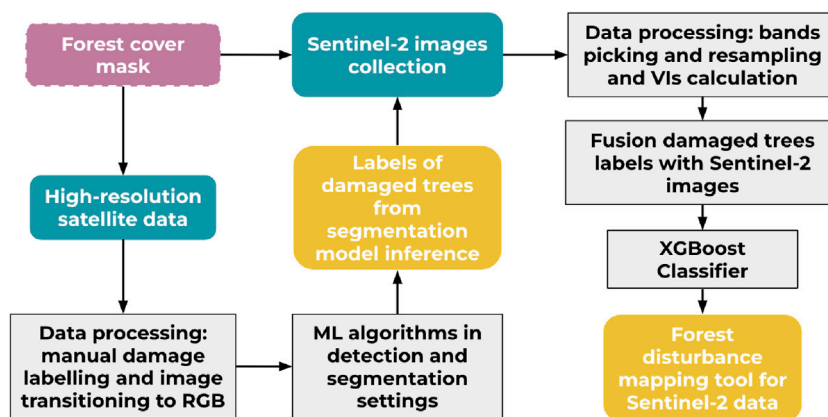 Forest cover
mask
Sentinel-2 images
collection
Data processing: bands
picking and resampling
and VIs calculation
High-resolution
satellite data
Labels of
damaged trees
from
segmentation
model inference
Fusion damaged trees
labels with Sentinel-2
images
XGBoost
Classifier
Data processing:
manual damage
labelling and image
transitioning to RGB
ML algorithms in
detection and
segmentation
settings
Forest
disturbance
mapping tool for
Sentinel-2 data